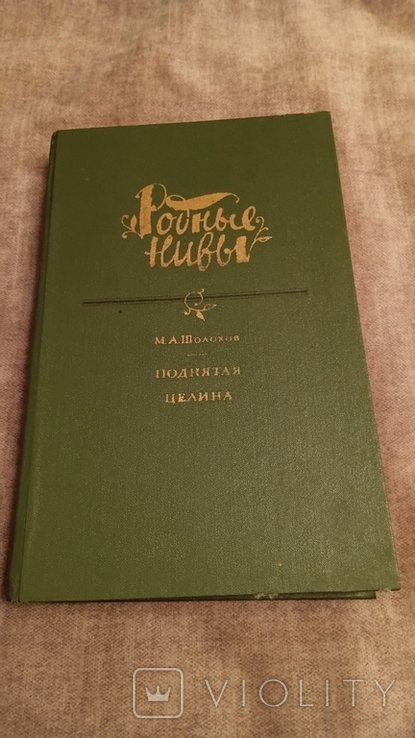 Родные
нивы
М.А.Шолохов
ПОДНЯТАЯ
ЦЕЛИНА
VIOLITY